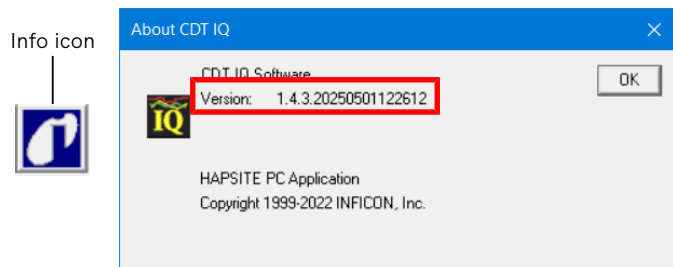 Info icon
About CDT IQ
CDT IQ Software
Version: 1.4.3.20250501122612
OK
IQ
HAPSITE PC Application
Copyright 1999-2022 INFICON, Inc.